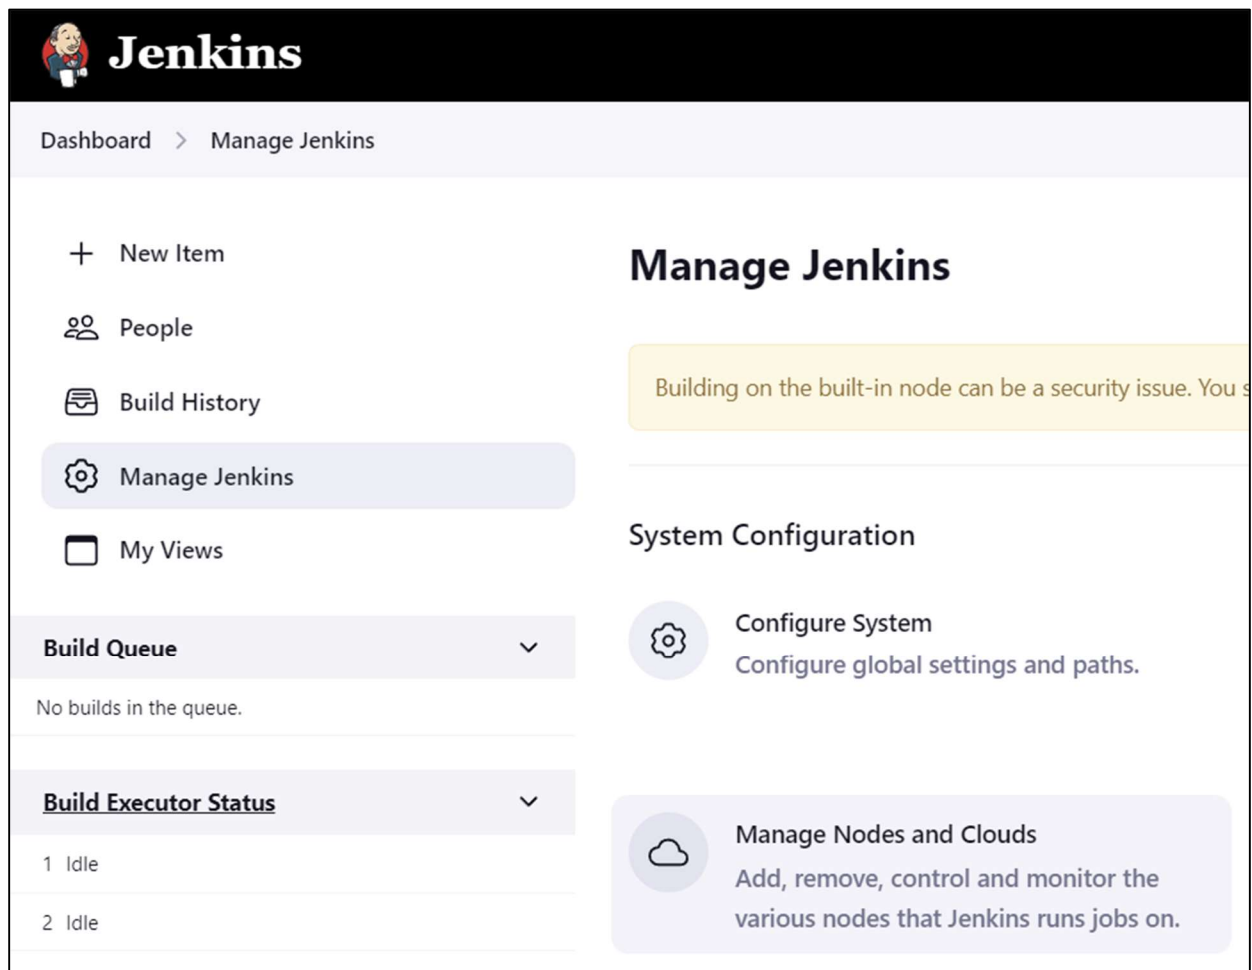 Jenkins
Dashboard > Manage Jenkins
New Item
People
Build History
Manage Jenkins
My Views
Build Queue
No builds in the queue.
Build Executor Status
1 Idle
2 Idle
Manage Jenkins
Building on the built-in node can be a security issue. You
System Configuration
Configure System
Configure global settings and paths.
Manage Nodes and Clouds
Add, remove, control and monitor the
various nodes that Jenkins runs jobs on.